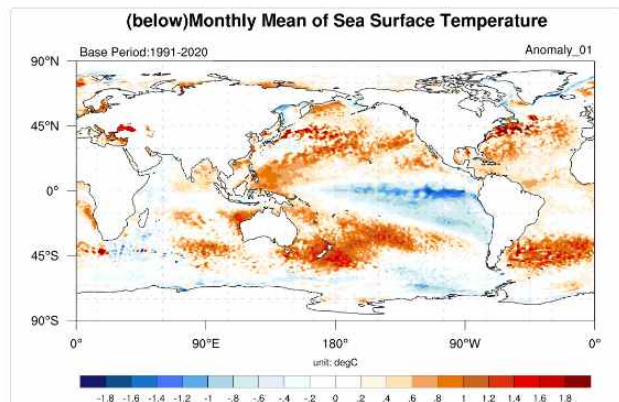 (below)Monthly Mean of Sea Surface Temperature
Base Period:1991-2020 Anomaly_01
90°N
45°N
0°
45°S
90°S
0° 90°E 180° 90°W 0°
unit: degC
-1.8 -1.6 -1.4 -1.2 -1 -.8 -.6 -.4 -.2 0 .2 .4 .6 .8 1 1.2 1.4 1.6 1.8